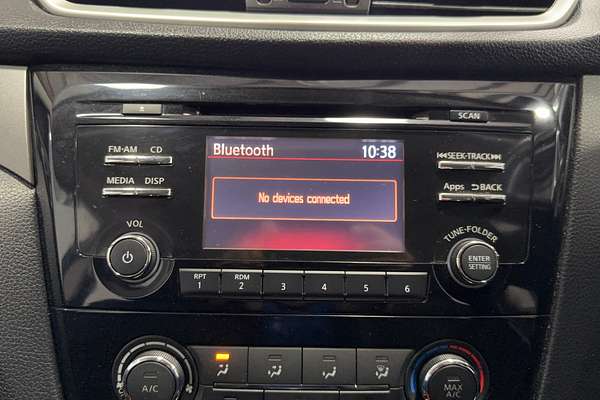 SCAN
FM·AM CD
MEDIA DISP
VOL
Bluetooth 10:38
No devices connected
SEEK·TRACK
Apps BACK
TUNE·FOLDER
ENTER
SETTING
RPT
1
RDM
2
3
4
5
6
A/C
MAX
A/C